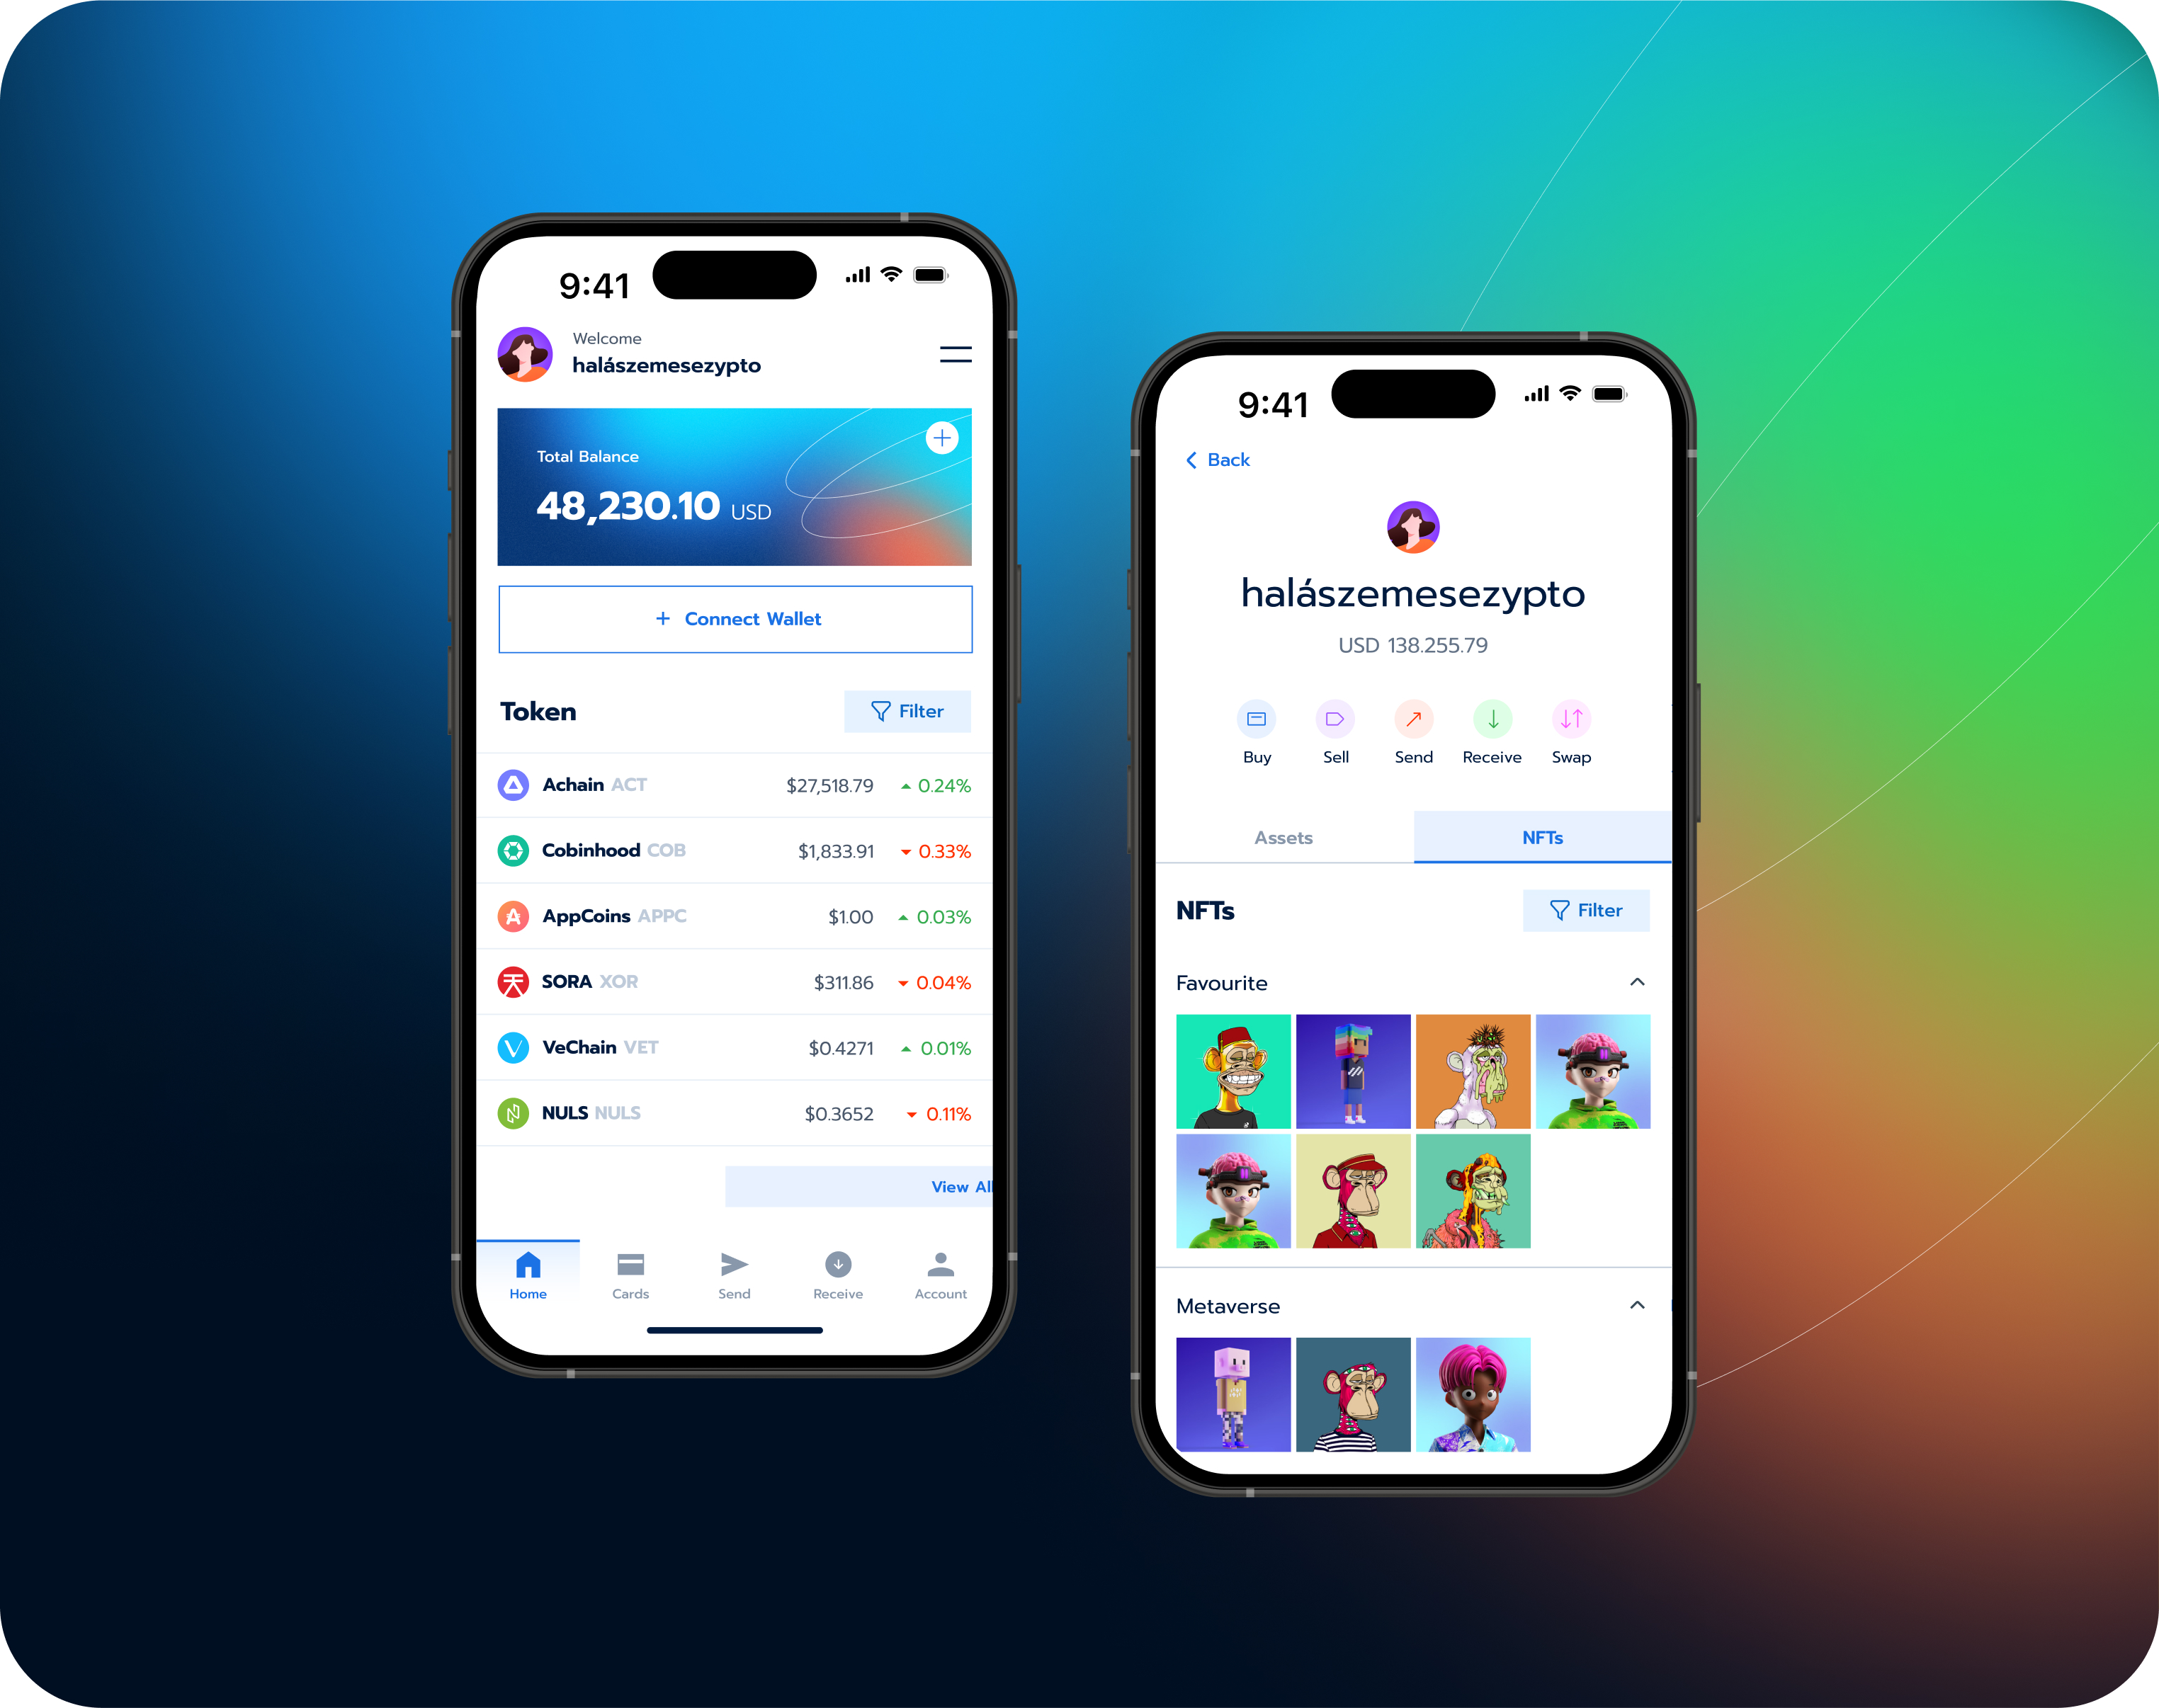 9:41
Welcome
halászemesezypto
Total Balance
48,230.10 USD
+ Connect Wallet
Token
Filter
Achain ACT $27,518.79 0.24%
Cobinhood COB $1,833.91 0.33%
AppCoins APPC $1.00 0.03%
SORA XOR $311.86 0.04%
VeChain VET $0.4271 0.01%
NULS NULS $0.3652 0.11%
View All
Home Cards Send Receive Account
9:41
Back
halászemesezypto
USD 138.255.79
Buy Sell Send Receive Swap
Assets NFTs
NFTs
Filter
Favourite
Metaverse